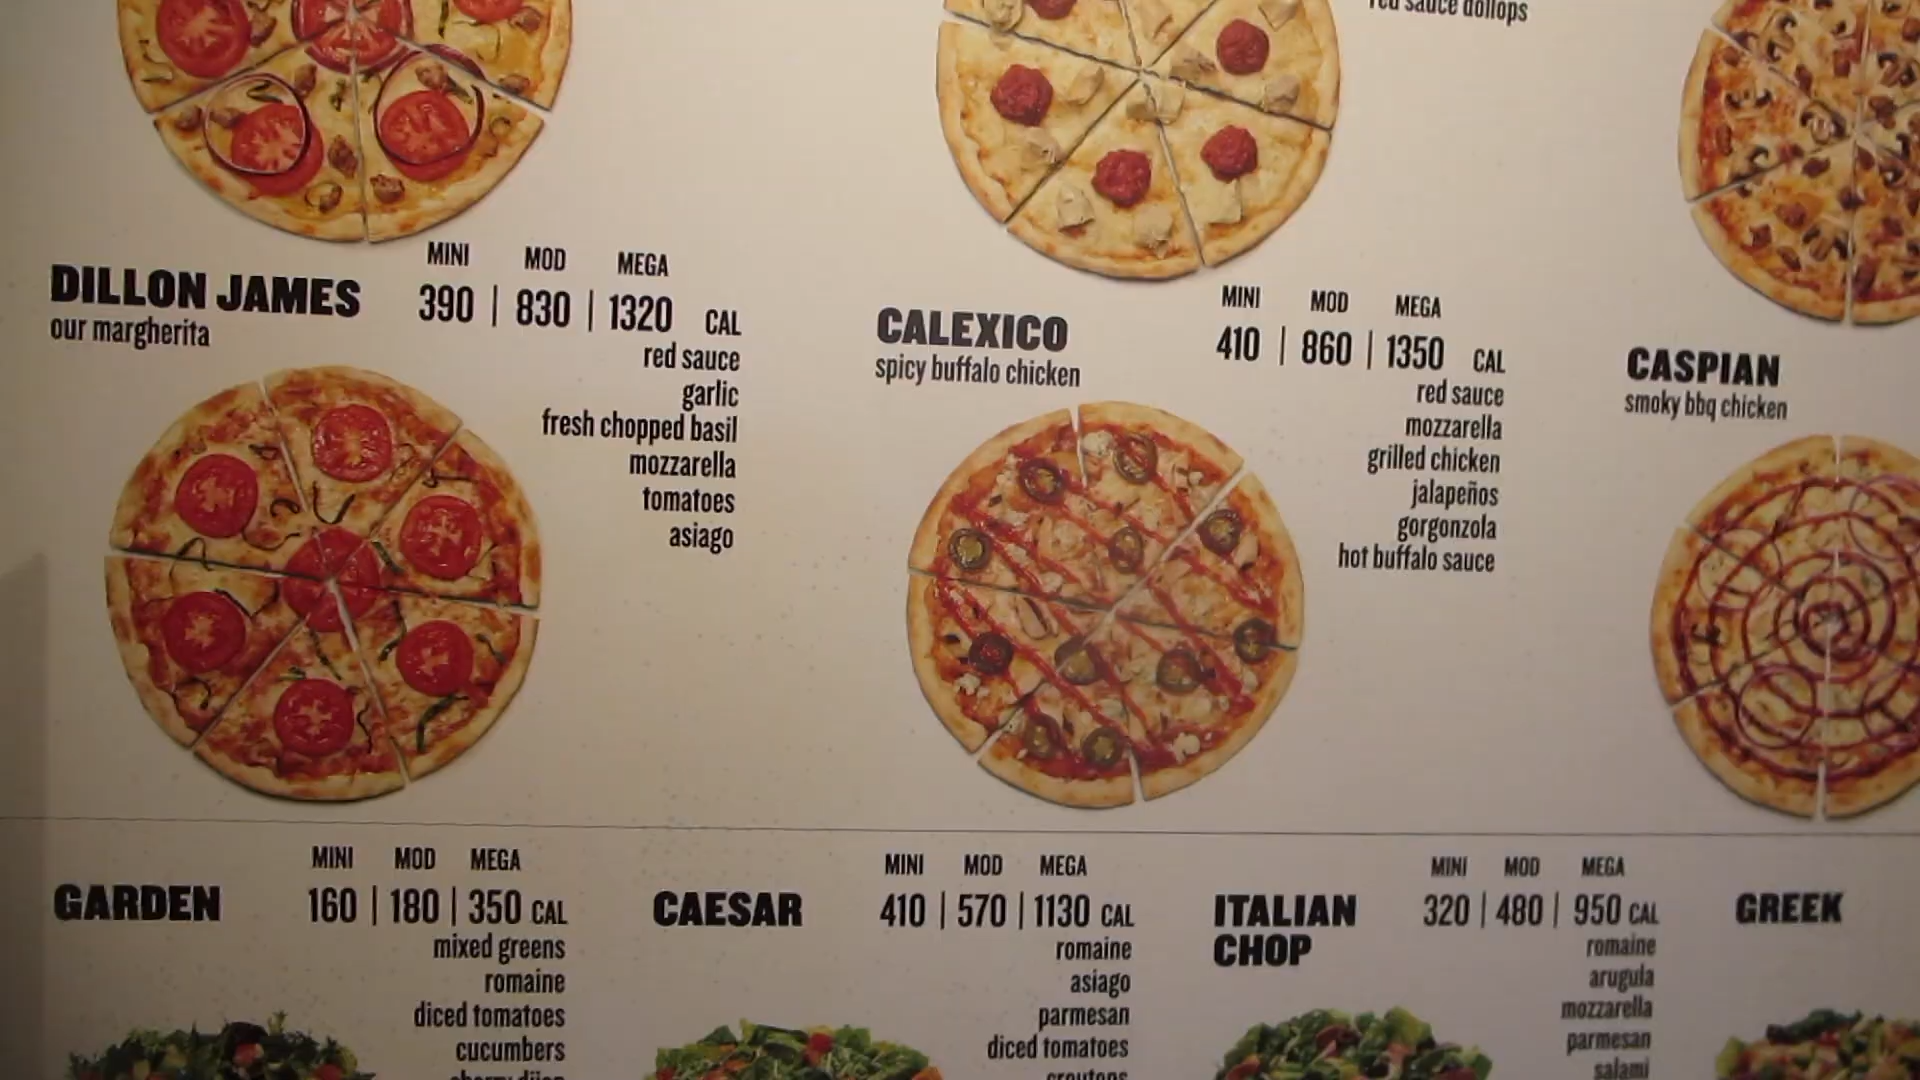 red sauce dollops
DILLON JAMES
our margherita
MINI MOD MEGA
390 | 830 | 1320 CAL
red sauce
garlic
fresh chopped basil
mozzarella
tomatoes
asiago
CALEXICO
spicy buffalo chicken
MINI MOD MEGA
410 | 860 | 1350 CAL
red sauce
mozzarella
grilled chicken
jalapeños
gorgonzola
hot buffalo sauce
CASPIAN
smoky bbq chicken
GARDEN
MINI MOD MEGA
160 | 180 | 350 CAL
mixed greens
romaine
diced tomatoes
cucumbers
CAESAR
MINI MOD MEGA
410 | 570 | 1130 CAL
romaine
asiago
parmesan
diced tomatoes
croutons
ITALIAN
CHOP
MINI MOD MEGA
320 | 480 | 950 CAL
romaine
arugula
mozzarella
parmesan
salami
GREEK